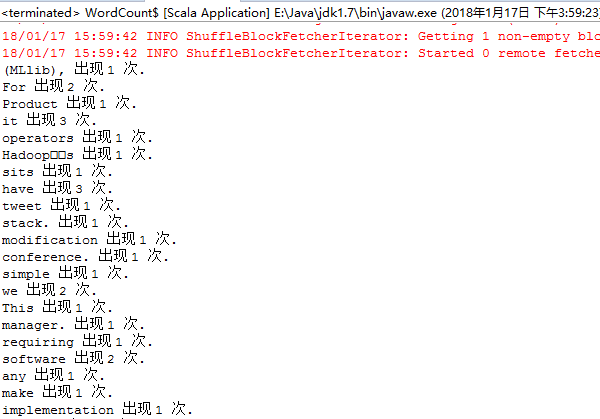 <terminated> WordCount$ [Scala Application] E:\Java\jdk1.7\bin\javaw.exe (2018年1月17日 下午3:59:23)
18/01/17 15:59:42 INFO ShuffleBlockFetcherIterator: Getting 1 non-empty blo
18/01/17 15:59:42 INFO ShuffleBlockFetcherIterator: Started 0 remote fetche
(MLlib), 出现1 次.
For 出现2 次.
Product 出现1 次.
it 出现3 次.
operators 出现1 次.
Hadoop□□s 出现1 次.
sits 出现1 次.
have 出现3 次.
tweet 出现1 次.
stack. 出现1 次.
modification 出现1 次.
conference. 出现1 次.
simple 出现1 次.
we 出现2 次.
This 出现1 次.
manager. 出现1 次.
requiring 出现1 次.
software 出现2 次.
any 出现1 次.
make 出现1 次.
implementation 出现1 次.